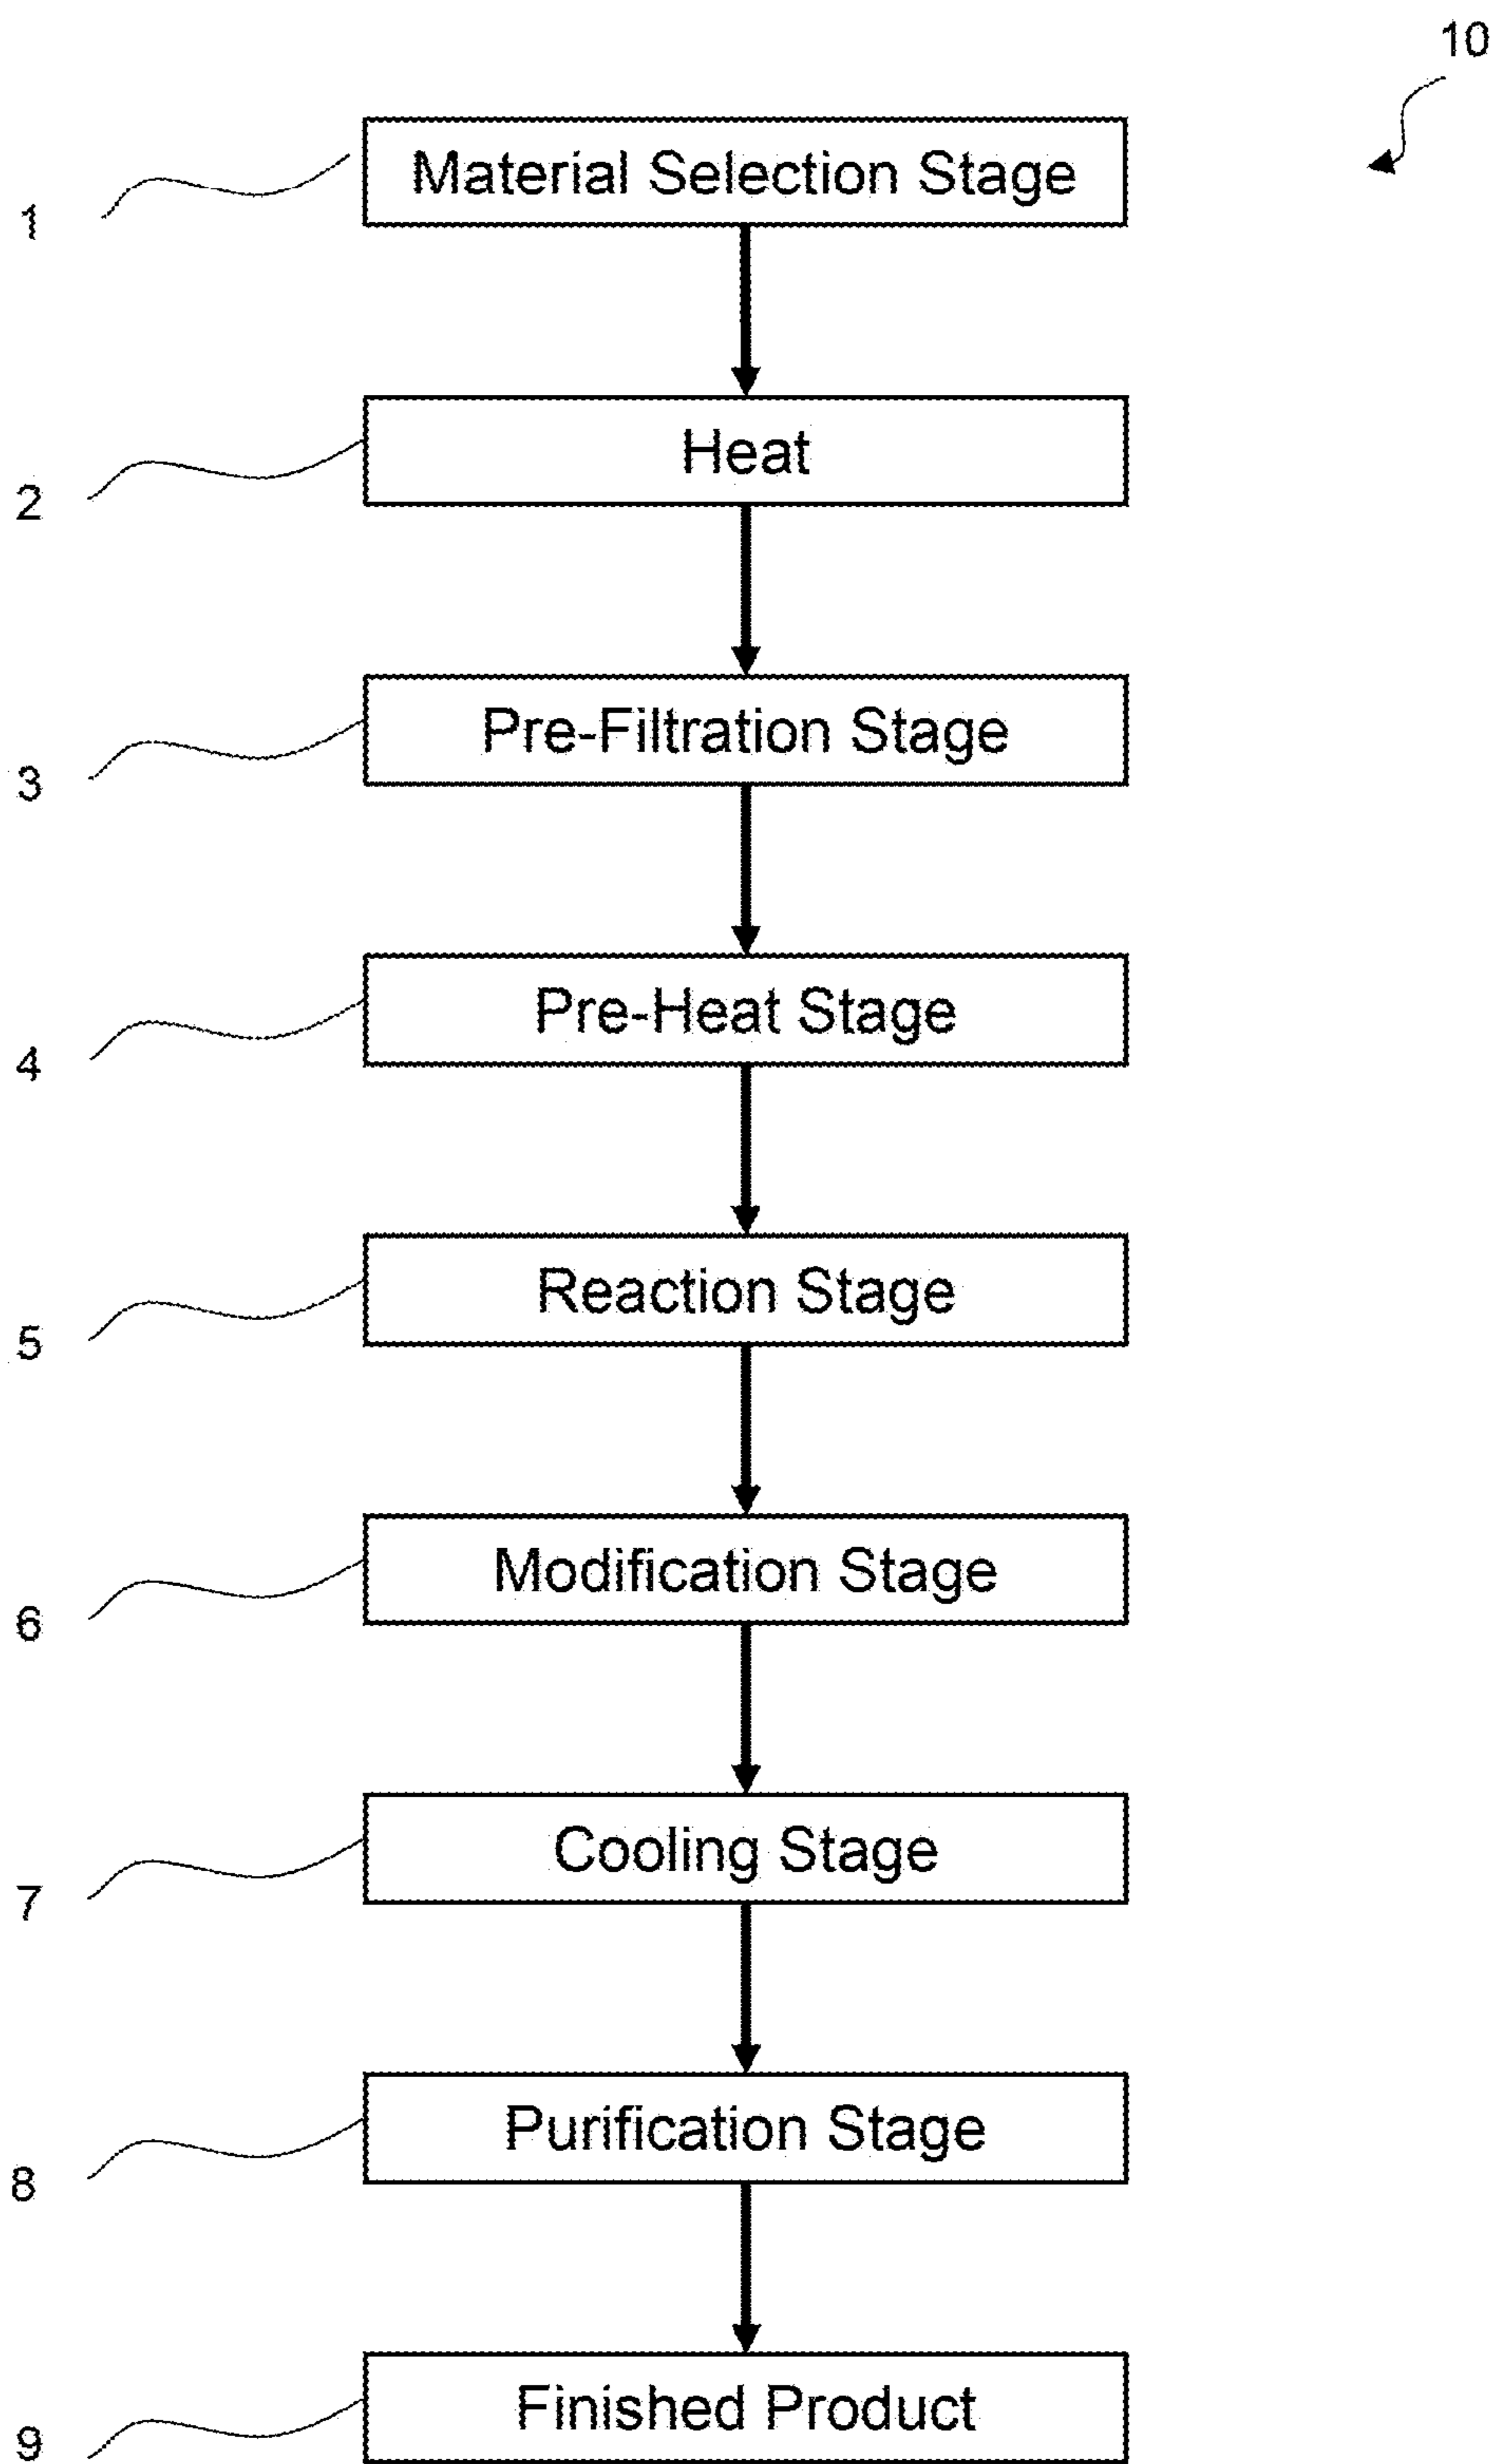 10
Material Selection Stage
1
Heat
2
Pre-Filtration Stage
3
Pre-Heat Stage
4
Reaction Stage
5
Modification Stage
6
Cooling Stage
7
Purification Stage
8
Finished Product
9